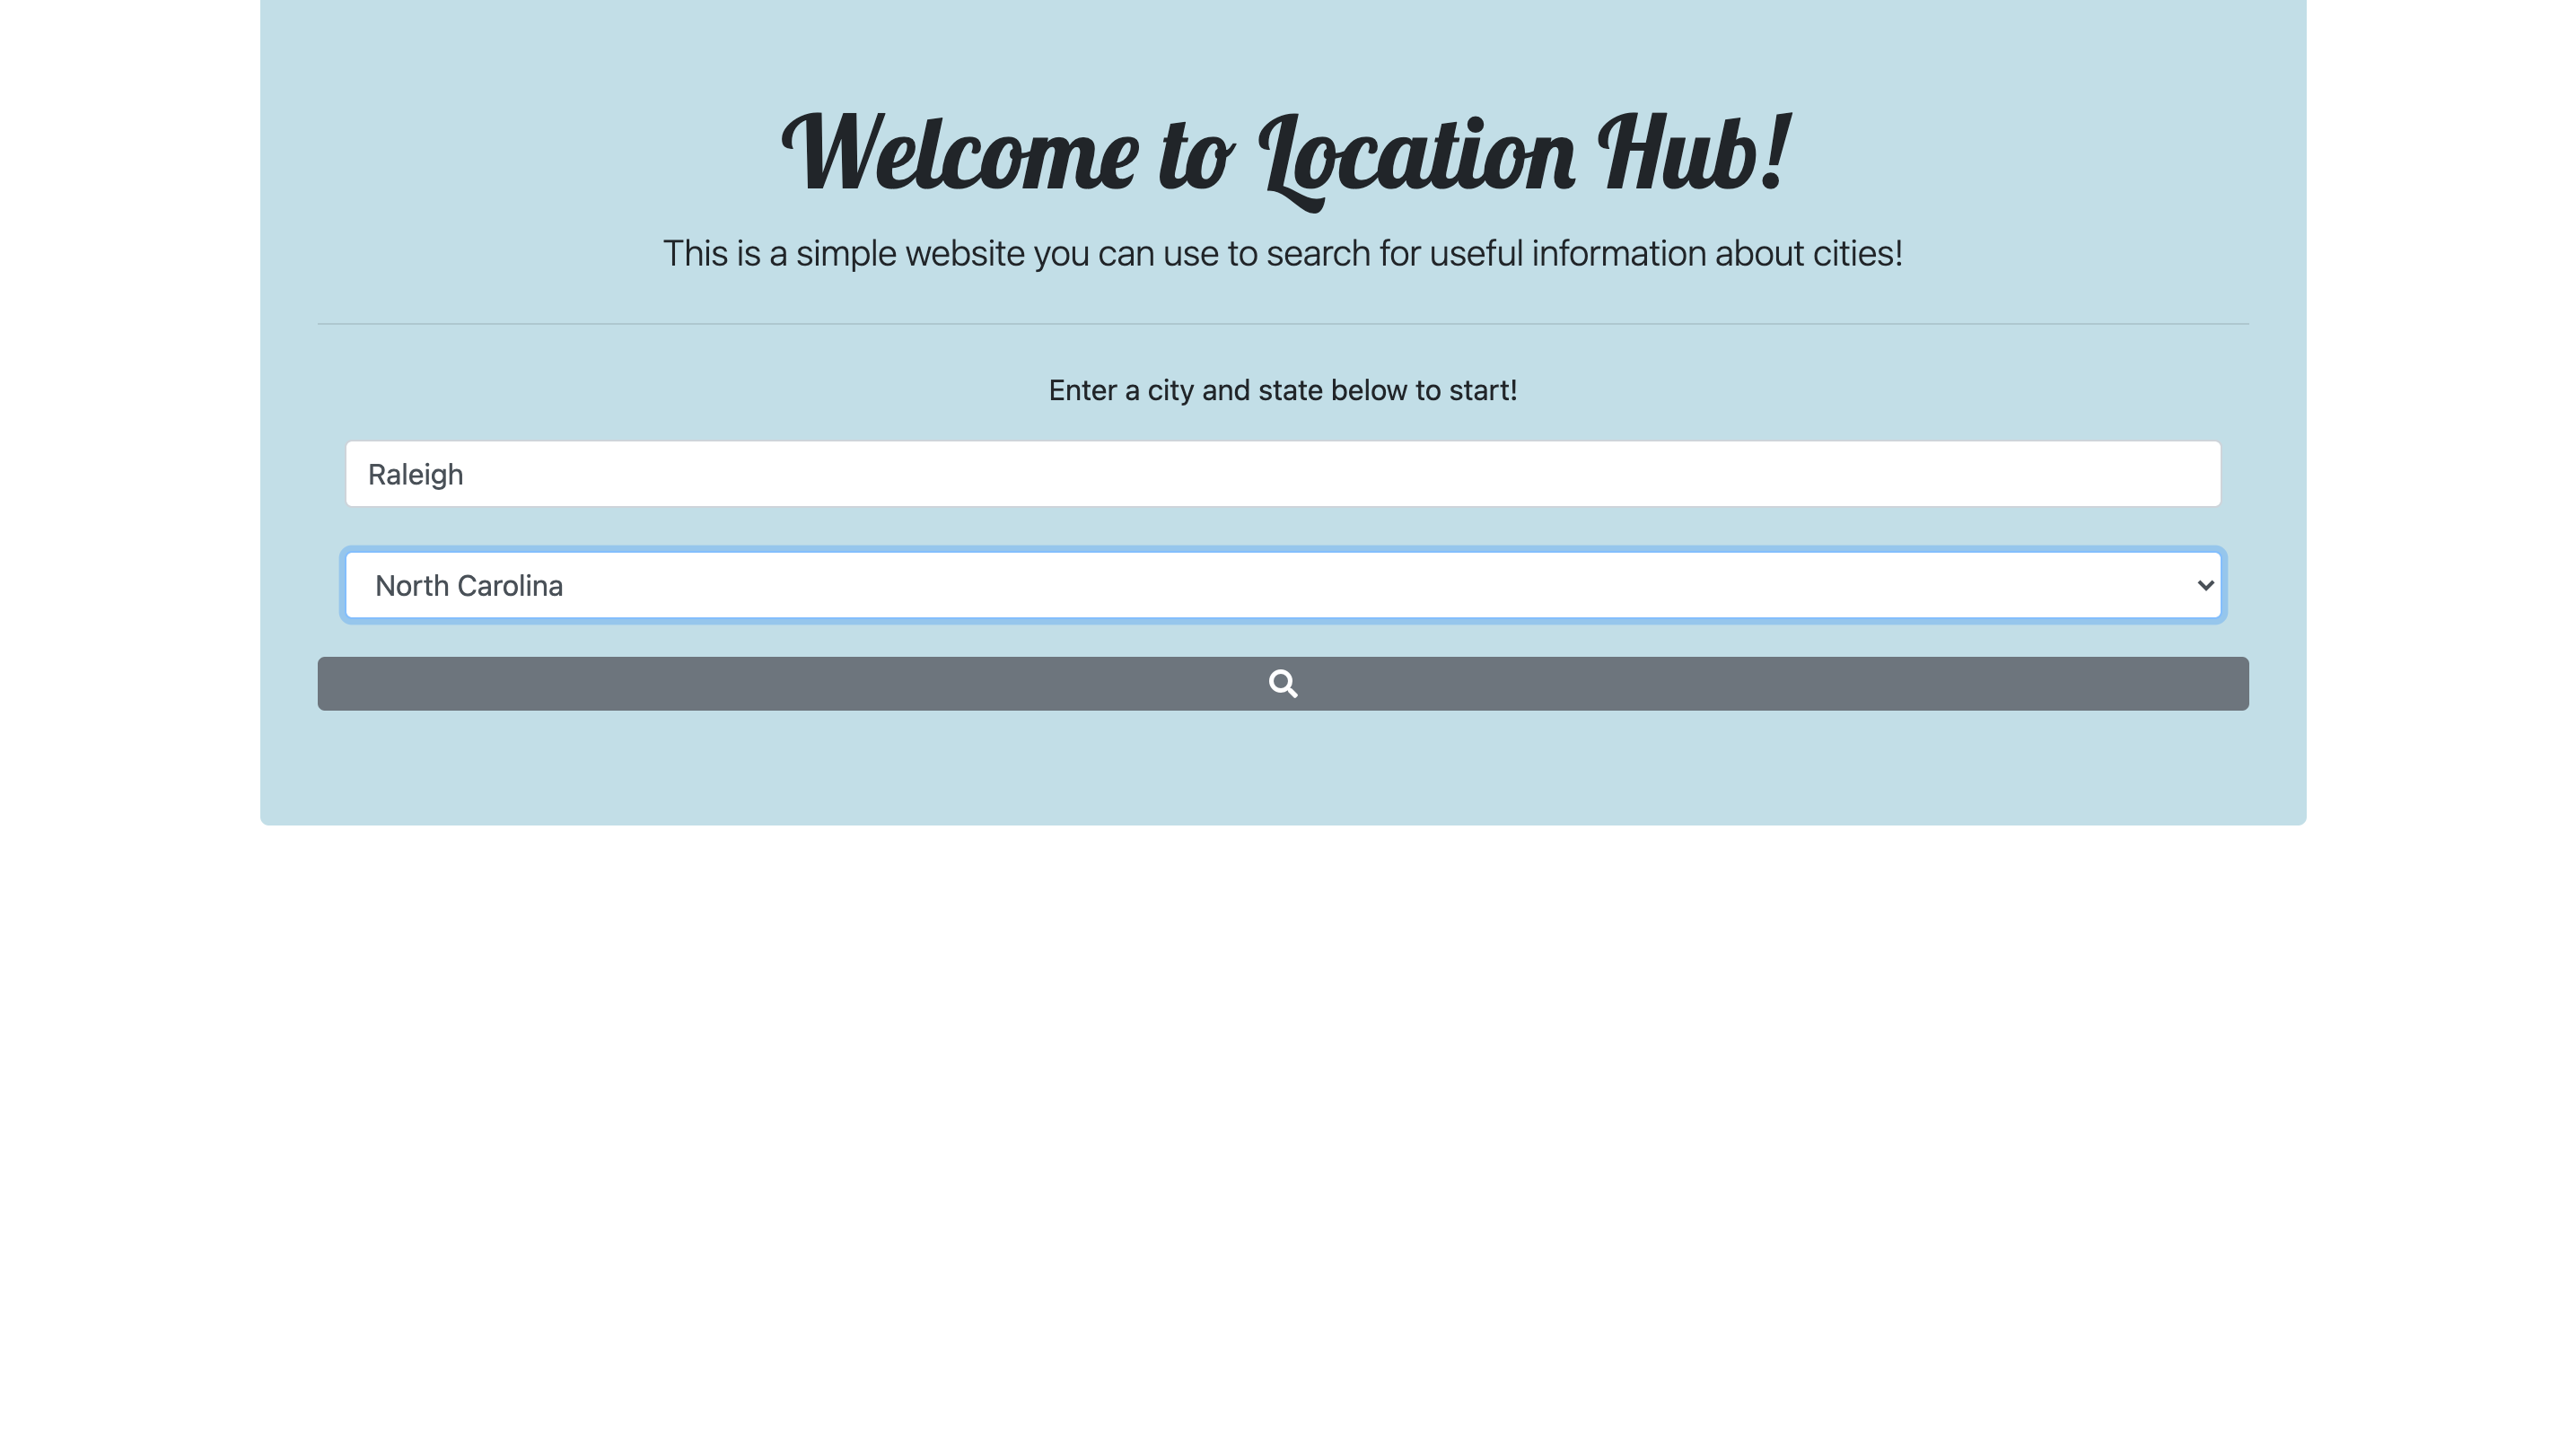 Welcome to Location Hub!
This is a simple website you can use to search for useful information about cities!
Enter a city and state below to start!
Raleigh
North Carolina